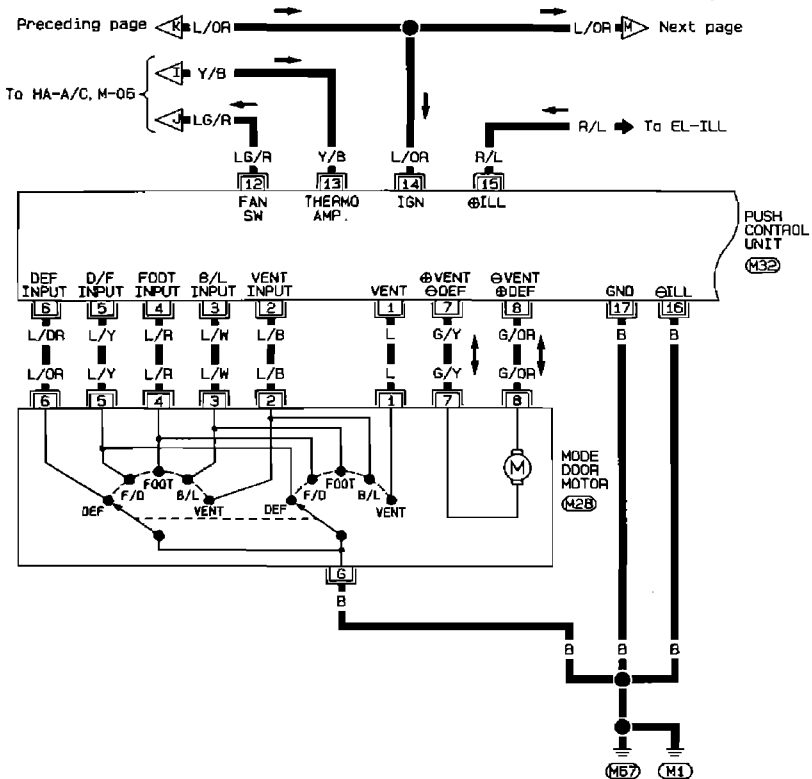 Preceding page K L/OR L/OR M Next page
To HA-A/C, M-06 I Y/B
J LG/R
R/L To EL-ILL
LG/R Y/B L/OR R/L
12 13 14 15
FAN SW THERMO AMP. IGN ⊕ILL
PUSH CONTROL UNIT
M32
DEF INPUT D/F INPUT FOOT INPUT B/L INPUT VENT INPUT VENT ⊕VENT ⊖DEF ⊖VENT ⊕DEF GND ⊖ILL
6 5 4 3 2 1 7 8 17 16
L/OR L/Y L/R L/W L/B L G/Y G/OR B B
L/OR L/Y L/R L/W L/B L G/Y G/OR
6 5 4 3 2 1 7 8
MODE DOOR MOTOR
M28
M
FOOT FOOT
F/D B/L F/D B/L
DEF VENT DEF VENT
G
B
B B B
M67 M1